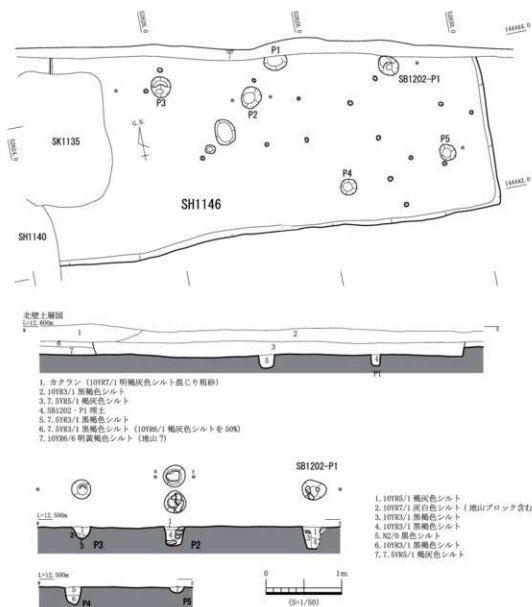 144444.0
P1
SB1202-P1
P3
P2
P5
SK1135
G.N.
P4
144442.0
SH1146
SH1140
北壁土層図
L=12.800m
1
2
6
3
7
5
4
P1
1. カクラン (10YR7/1 明褐灰色シルト混じり粗砂)
2. 10YR3/1 黒褐色シルト
3. 7.5YR5/1 褐灰色シルト
4. SB1202・P1 埋土
5. 7.5YR3/1 黒褐色シルト
6. 7.5YR3/1 黒褐色シルト (10YR6/1 褐灰色シルトを50%)
7. 10YR6/6 明黄褐色シルト (地山?)
SB1202-P1
L=12.500m
P3
P2
1. 10YR5/1 褐灰色シルト
2. 10YR7/1 灰白色シルト (地山ブロック含む
3. 10YR3/1 黒褐色シルト
4. 10YR3/1 黒褐色シルト
5. N2/0 黒色シルト
6. 10YR3/1 黒褐色シルト
7. 7.5YR5/1 褐灰色シルト
L=12.500m
5
6
P4
P5
0 1m
(S=1/50)